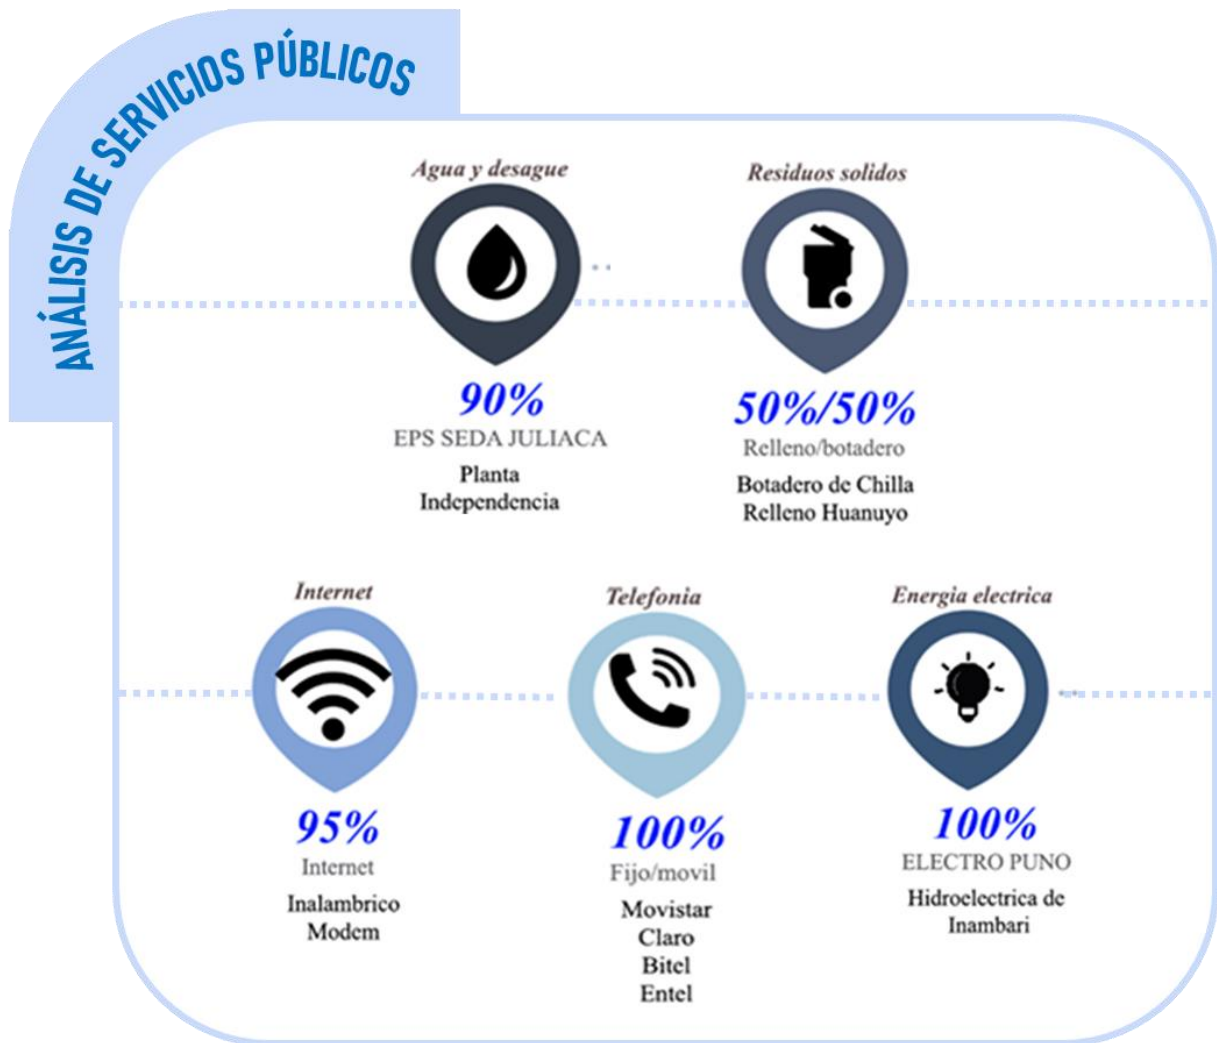 ANÁLISIS DE SERVICIOS PÚBLICOS
Agua y desague
90%
EPS SEDA JULIACA
Planta
Independencia
Residuos solidos
50%/50%
Relleno/botadero
Botadero de Chilla
Relleno Huanuyo
Internet
95%
Internet
Inalambrico
Modem
Telefonia
100%
Fijo/movil
Movistar
Claro
Bitel
Entel
Energia electrica
100%
ELECTRO PUNO
Hidroelectrica de
Inambari